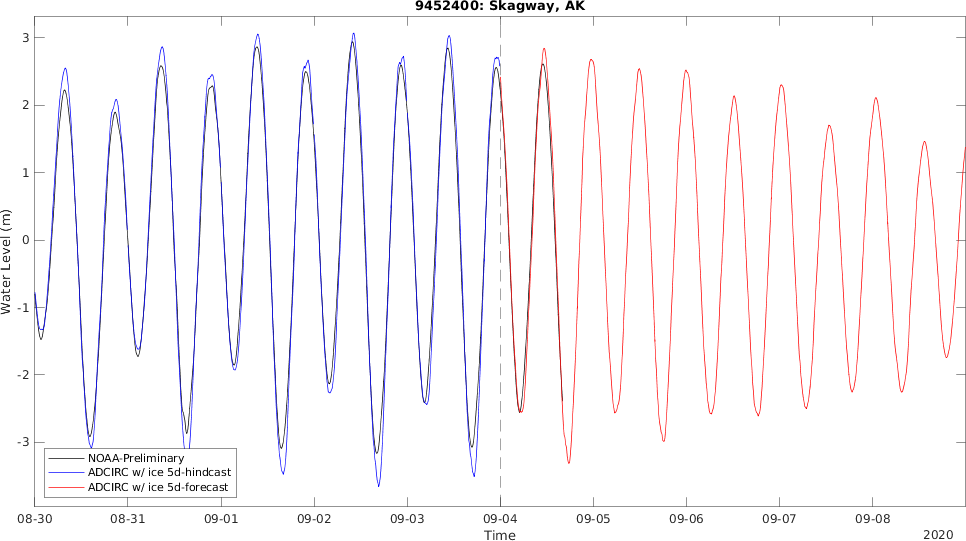 9452400: Skagway, AK
Water Level (m)
3
2
1
0
-1
-2
-3
NOAA-Preliminary
ADCIRC w/ ice 5d-hindcast
ADCIRC w/ ice 5d-forecast
08-30 08-31 09-01 09-02 09-03 09-04 09-05 09-06 09-07 09-08
Time
2020